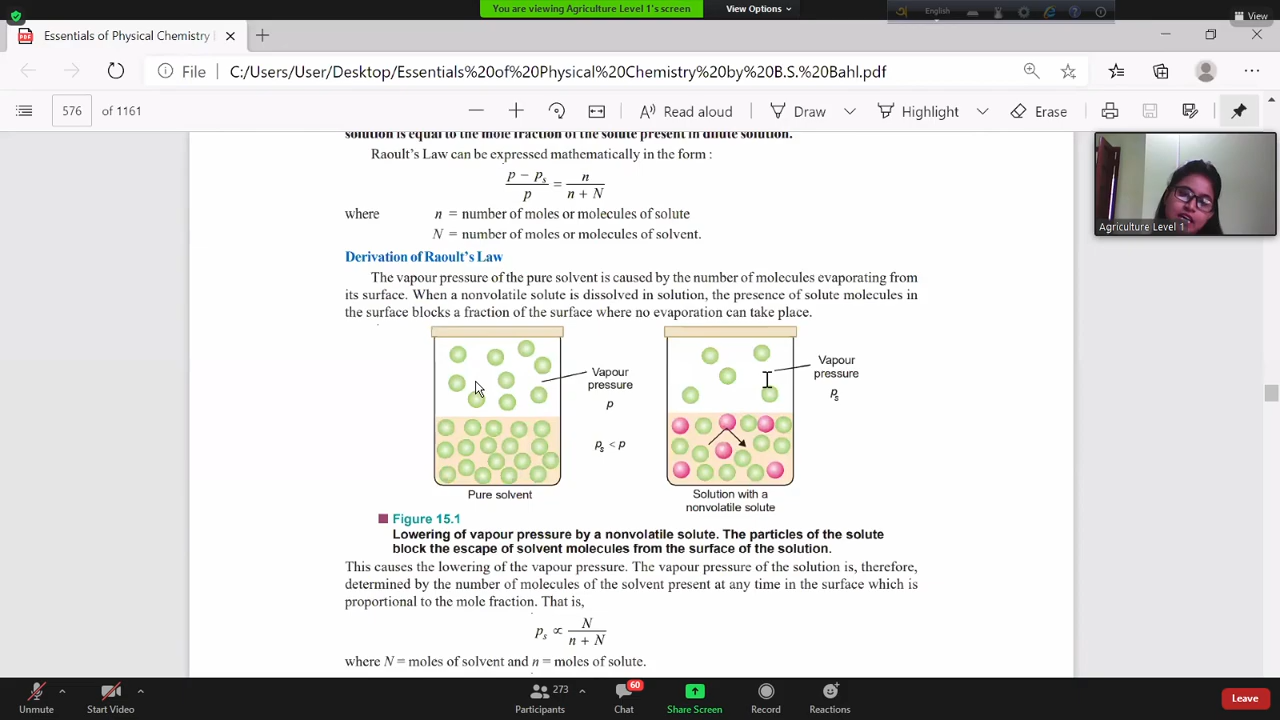 You are viewing Agriculture Level 1's screen
View Options
English
View
Essentials of Physical Chemistry
File
C:/Users/User/Desktop/Essentials%20of%20Physical%20Chemistry%20by%20B.S.%20Bahl.pdf
576 of 1161
Read aloud
Draw
Highlight
Erase
solution is equal to the mole fraction of the solute present in dilute solution.
Raoult's Law can be expressed mathematically in the form :
p − ps / p = n / n + N
where n = number of moles or molecules of solute
N = number of moles or molecules of solvent.
Agriculture Level 1
Derivation of Raoult's Law
The vapour pressure of the pure solvent is caused by the number of molecules evaporating from
its surface. When a nonvolatile solute is dissolved in solution, the presence of solute molecules in
the surface blocks a fraction of the surface where no evaporation can take place.
Vapour
pressure
p
ps < p
Vapour
pressure
ps
Pure solvent
Solution with a
nonvolatile solute
Figure 15.1
Lowering of vapour pressure by a nonvolatile solute. The particles of the solute
block the escape of solvent molecules from the surface of the solution.
This causes the lowering of the vapour pressure. The vapour pressure of the solution is, therefore,
determined by the number of molecules of the solvent present at any time in the surface which is
proportional to the mole fraction. That is,
ps ∝ N / n + N
where N = moles of solvent and n = moles of solute.
Unmute
Start Video
273
Participants
60
Chat
Share Screen
Record
Reactions
Leave